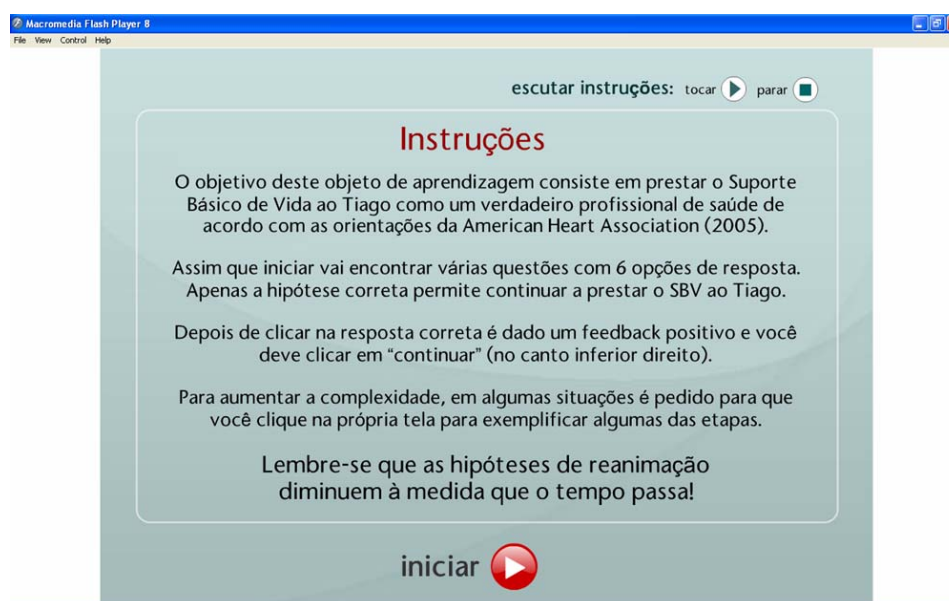 Macromedia Flash Player 8
File View Control Help
escutar instruções: tocar parar
Instruções
O objetivo deste objeto de aprendizagem consiste em prestar o Suporte
Básico de Vida ao Tiago como um verdadeiro profissional de saúde de
acordo com as orientações da American Heart Association (2005).
Assim que iniciar vai encontrar várias questões com 6 opções de resposta.
Apenas a hipótese correta permite continuar a prestar o SBV ao Tiago.
Depois de clicar na resposta correta é dado um feedback positivo e você
deve clicar em “continuar” (no canto inferior direito).
Para aumentar a complexidade, em algumas situações é pedido para que
você clique na própria tela para exemplificar algumas das etapas.
Lembre-se que as hipóteses de reanimação
diminuem à medida que o tempo passa!
iniciar